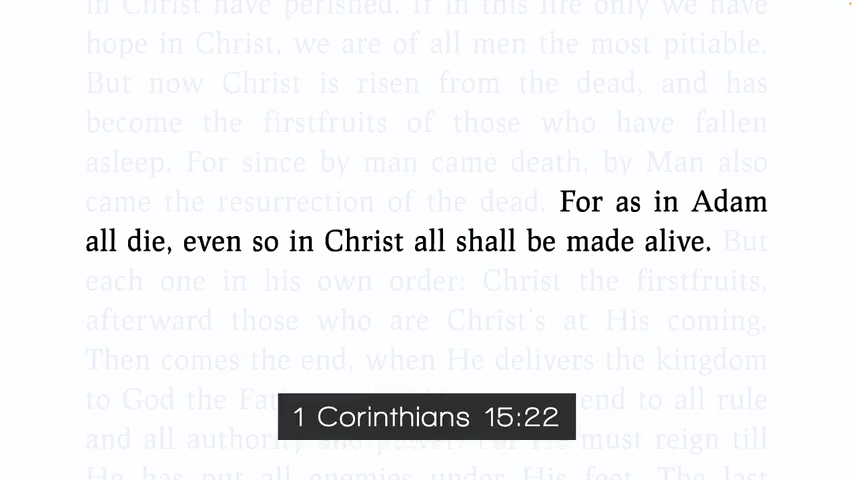 in Christ have perished. If in this life only we have
hope in Christ, we are of all men the most pitiable.
But now Christ is risen from the dead, and has
become the firstfruits of those who have fallen
asleep. For since by man came death, by Man also
came the resurrection of the dead. For as in Adam
all die, even so in Christ all shall be made alive. But
each one in his own order: Christ the firstfruits,
afterward those who are Christ's at His coming.
Then comes the end, when He delivers the kingdom
to God the end to all rule
1 Corinthians 15:22
and all authority and power. For He must reign till
He has put all enemies under His feet. The last